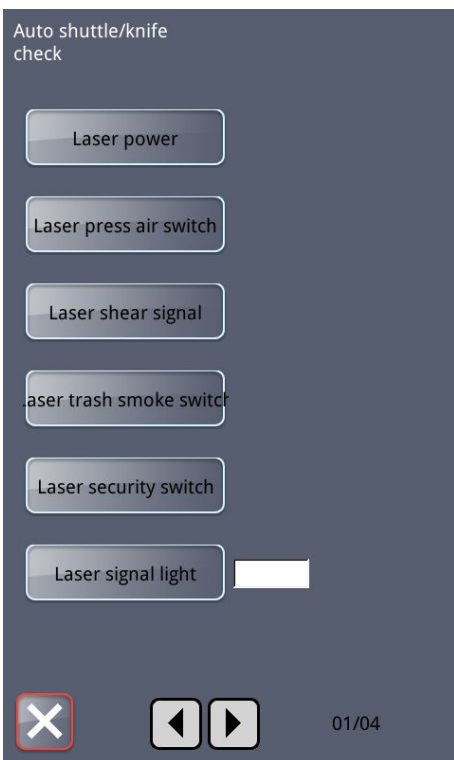 Auto shuttle/knife
check
Laser power
Laser press air switch
Laser shear signal
Laser trash smoke switch
Laser security switch
Laser signal light
01/04